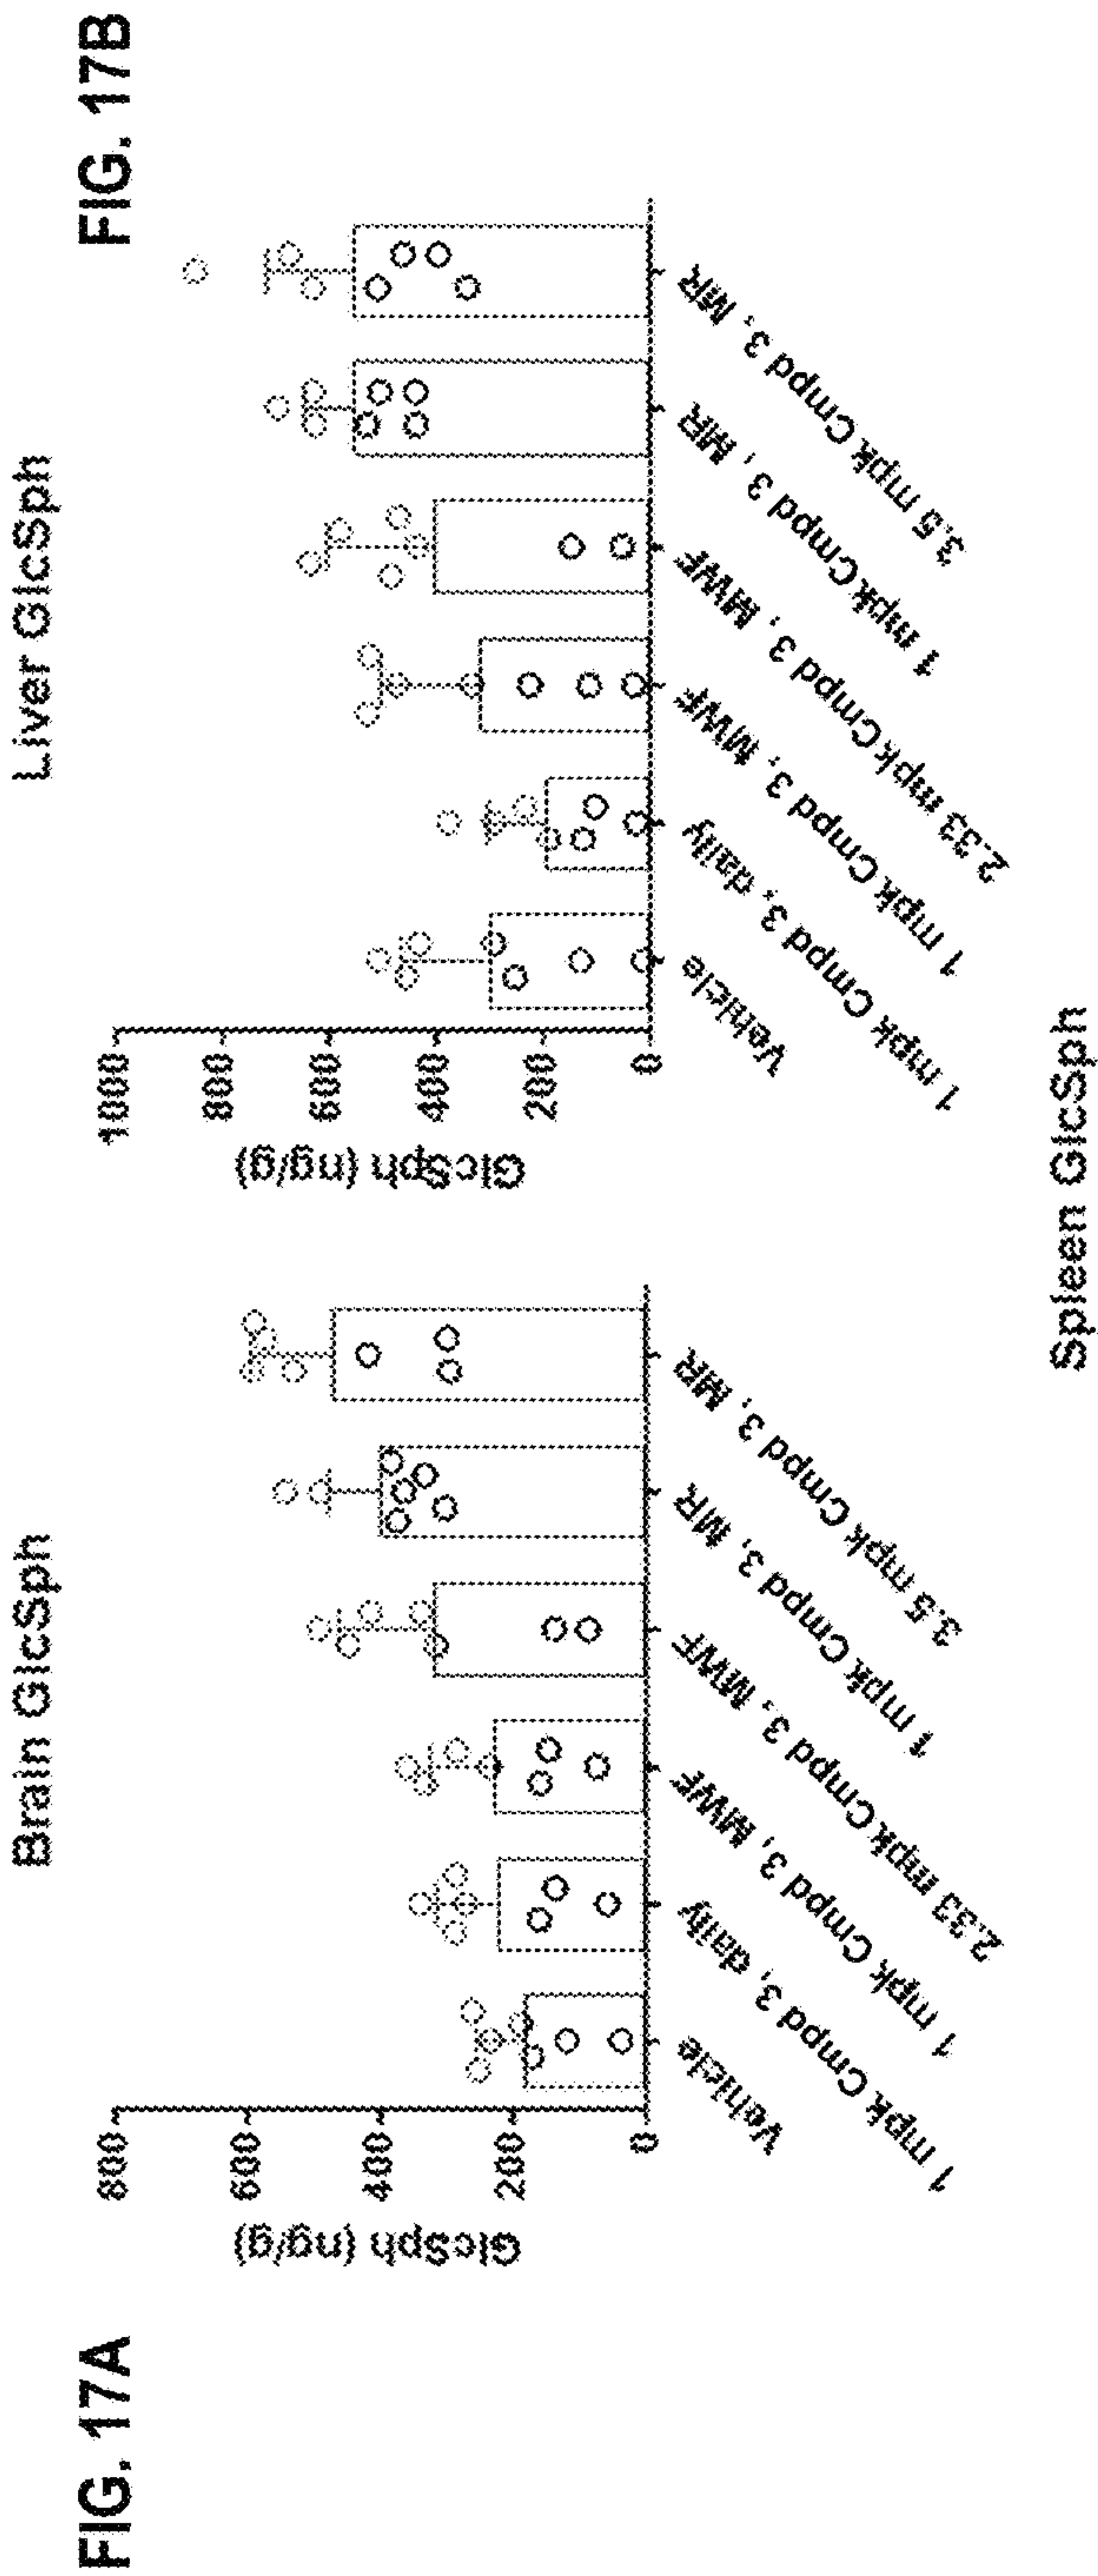 FIG. 17A
Brain GlcSph
GlcSph (ng/g)
800
600
400
200
0
Vehicle
1 mpk Cmpd 3, daily
1 mpk Cmpd 3, MWF
2.33 mpk Cmpd 3, MWF
1 mpk Cmpd 3, MR
3.5 mpk Cmpd 3, MR
FIG. 17B
Liver GlcSph
GlcSph (ng/g)
1000
800
600
400
200
0
Vehicle
1 mpk Cmpd 3, daily
1 mpk Cmpd 3, MWF
2.33 mpk Cmpd 3, MWF
1 mpk Cmpd 3, MR
3.5 mpk Cmpd 3, MR
Spleen GlcSph